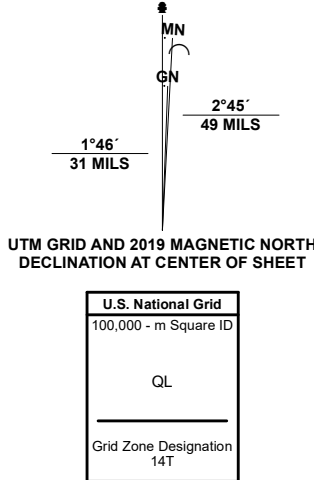 MN
GN
2°45´
49 MILS
1°46´
31 MILS
UTM GRID AND 2019 MAGNETIC NORTH
DECLINATION AT CENTER OF SHEET
U.S. National Grid
100,000 - m Square ID
QL
Grid Zone Designation
14T